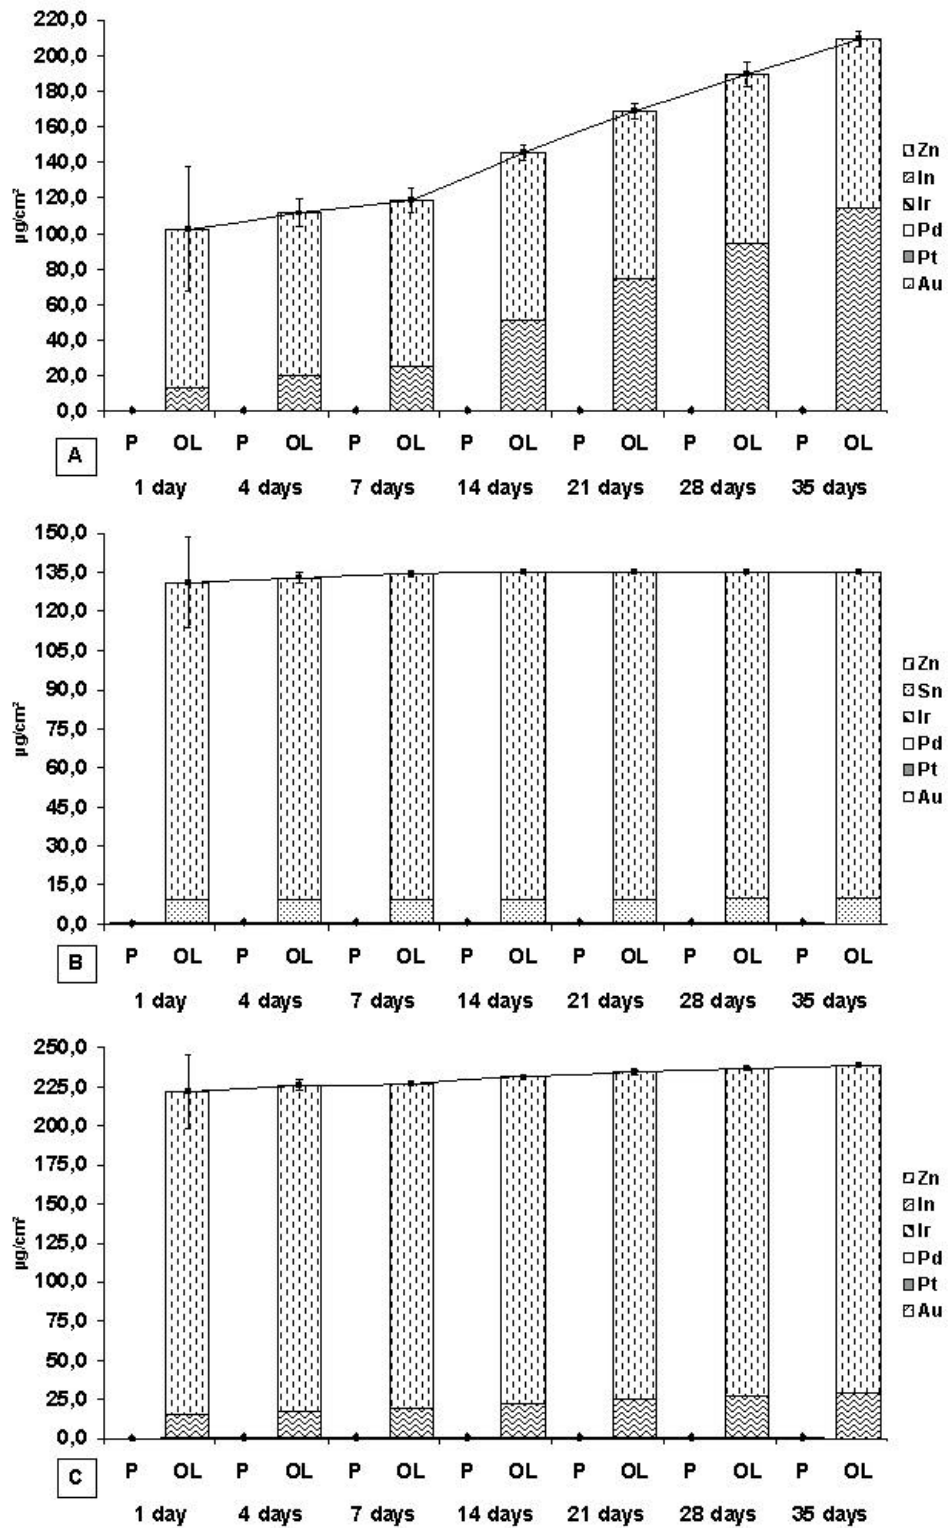 220,0
200,0
180,0
160,0
140,0
120,0
100,0
80,0
60,0
40,0
20,0
0,0
µg/cm²
Zn
In
Ir
Pd
Pt
Au
P OL P OL P OL P OL P OL P OL P OL
A
1 day 4 days 7 days 14 days 21 days 28 days 35 days
150,0
135,0
120,0
105,0
90,0
75,0
60,0
45,0
30,0
15,0
0,0
µg/cm²
Zn
Sn
Ir
Pd
Pt
Au
P OL P OL P OL P OL P OL P OL P OL
B
1 day 4 days 7 days 14 days 21 days 28 days 35 days
250,0
225,0
200,0
175,0
150,0
125,0
100,0
75,0
50,0
25,0
0,0
µg/cm²
Zn
In
Ir
Pd
Pt
Au
P OL P OL P OL P OL P OL P OL P OL
C
1 day 4 days 7 days 14 days 21 days 28 days 35 days